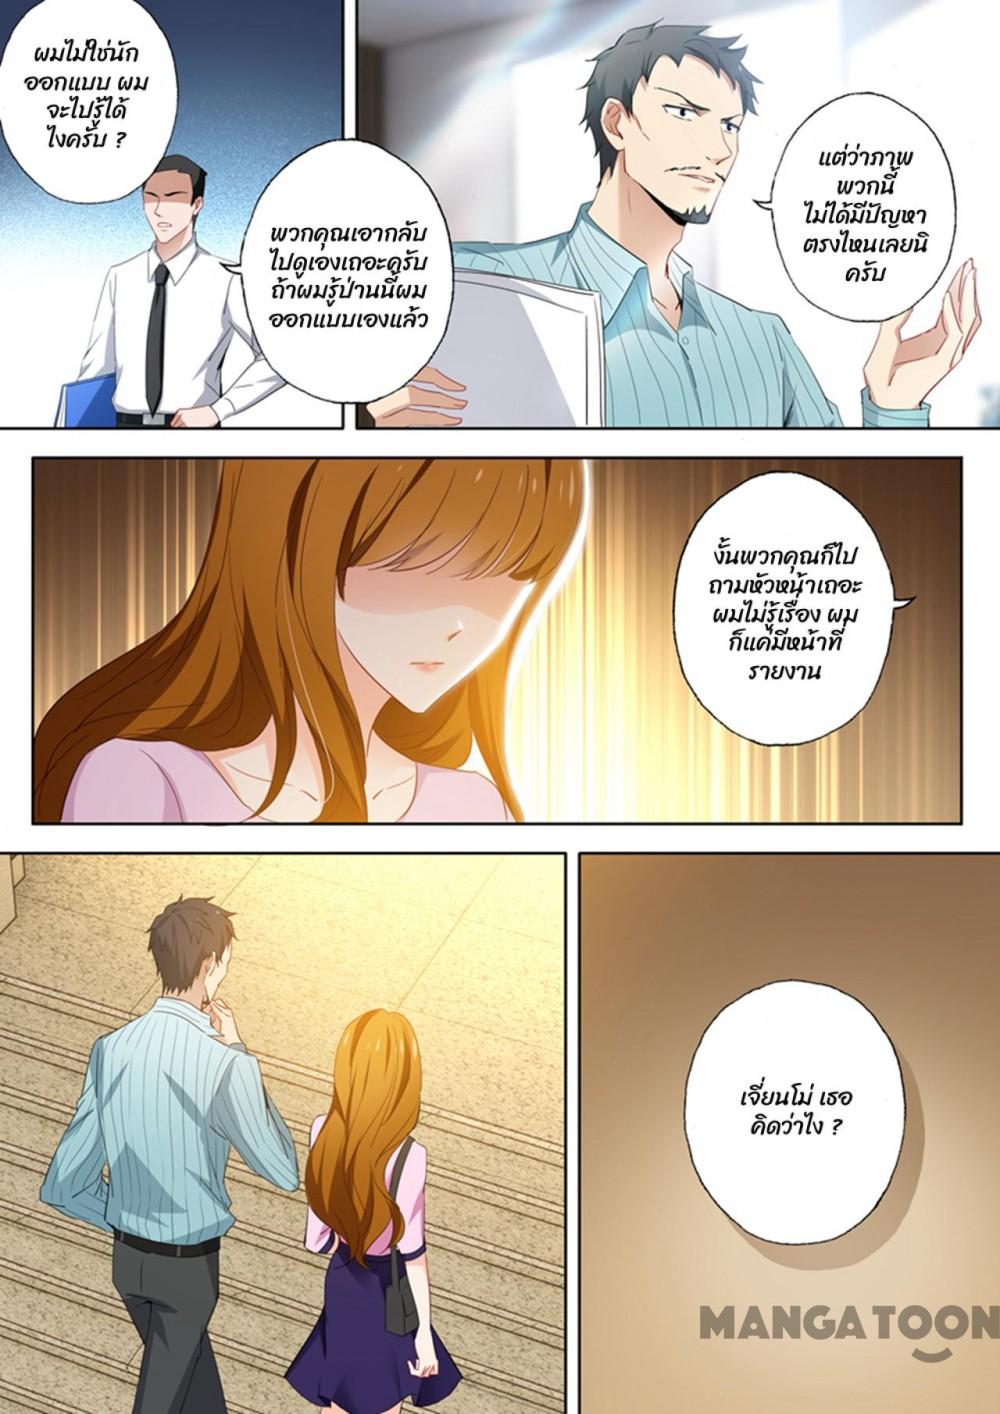 ผมไม่ใช่นัก
ออกแบบ ผม
จะไปรู้ได้
ไงครับ ?
พวกคุณเอากลับ
ไปดูเองเถอะครับ
ถ้าผมรู้ป่านนี้ผม
ออกแบบเองแล้ว
แต่ว่าภาพ
พวกนี้
ไม่ได้มีปัญหา
ตรงไหนเลยนิ
ครับ
งั้นพวกคุณก็ไป
ถามหัวหน้าเถอะ
ผมไม่รู้เรื่อง ผม
ก็แค่มีหน้าที่
รายงาน
เจี่ยนโม่ เธอ
คิดว่าไง ?
MANGATOON